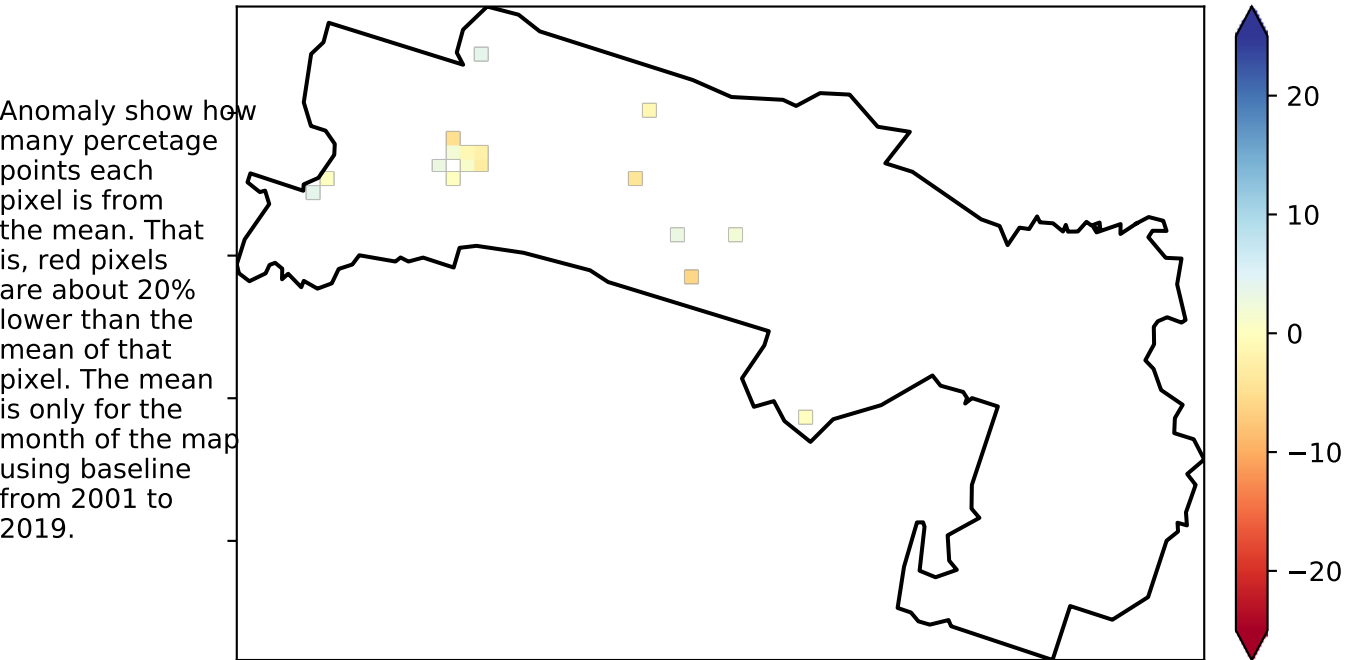 Anomaly show how
many percetage
points each
pixel is from
the mean. That
is, red pixels
are about 20%
lower than the
mean of that
pixel. The mean
is only for the
month of the map
using baseline
from 2001 to
2019.
20
10
0
−10
−20